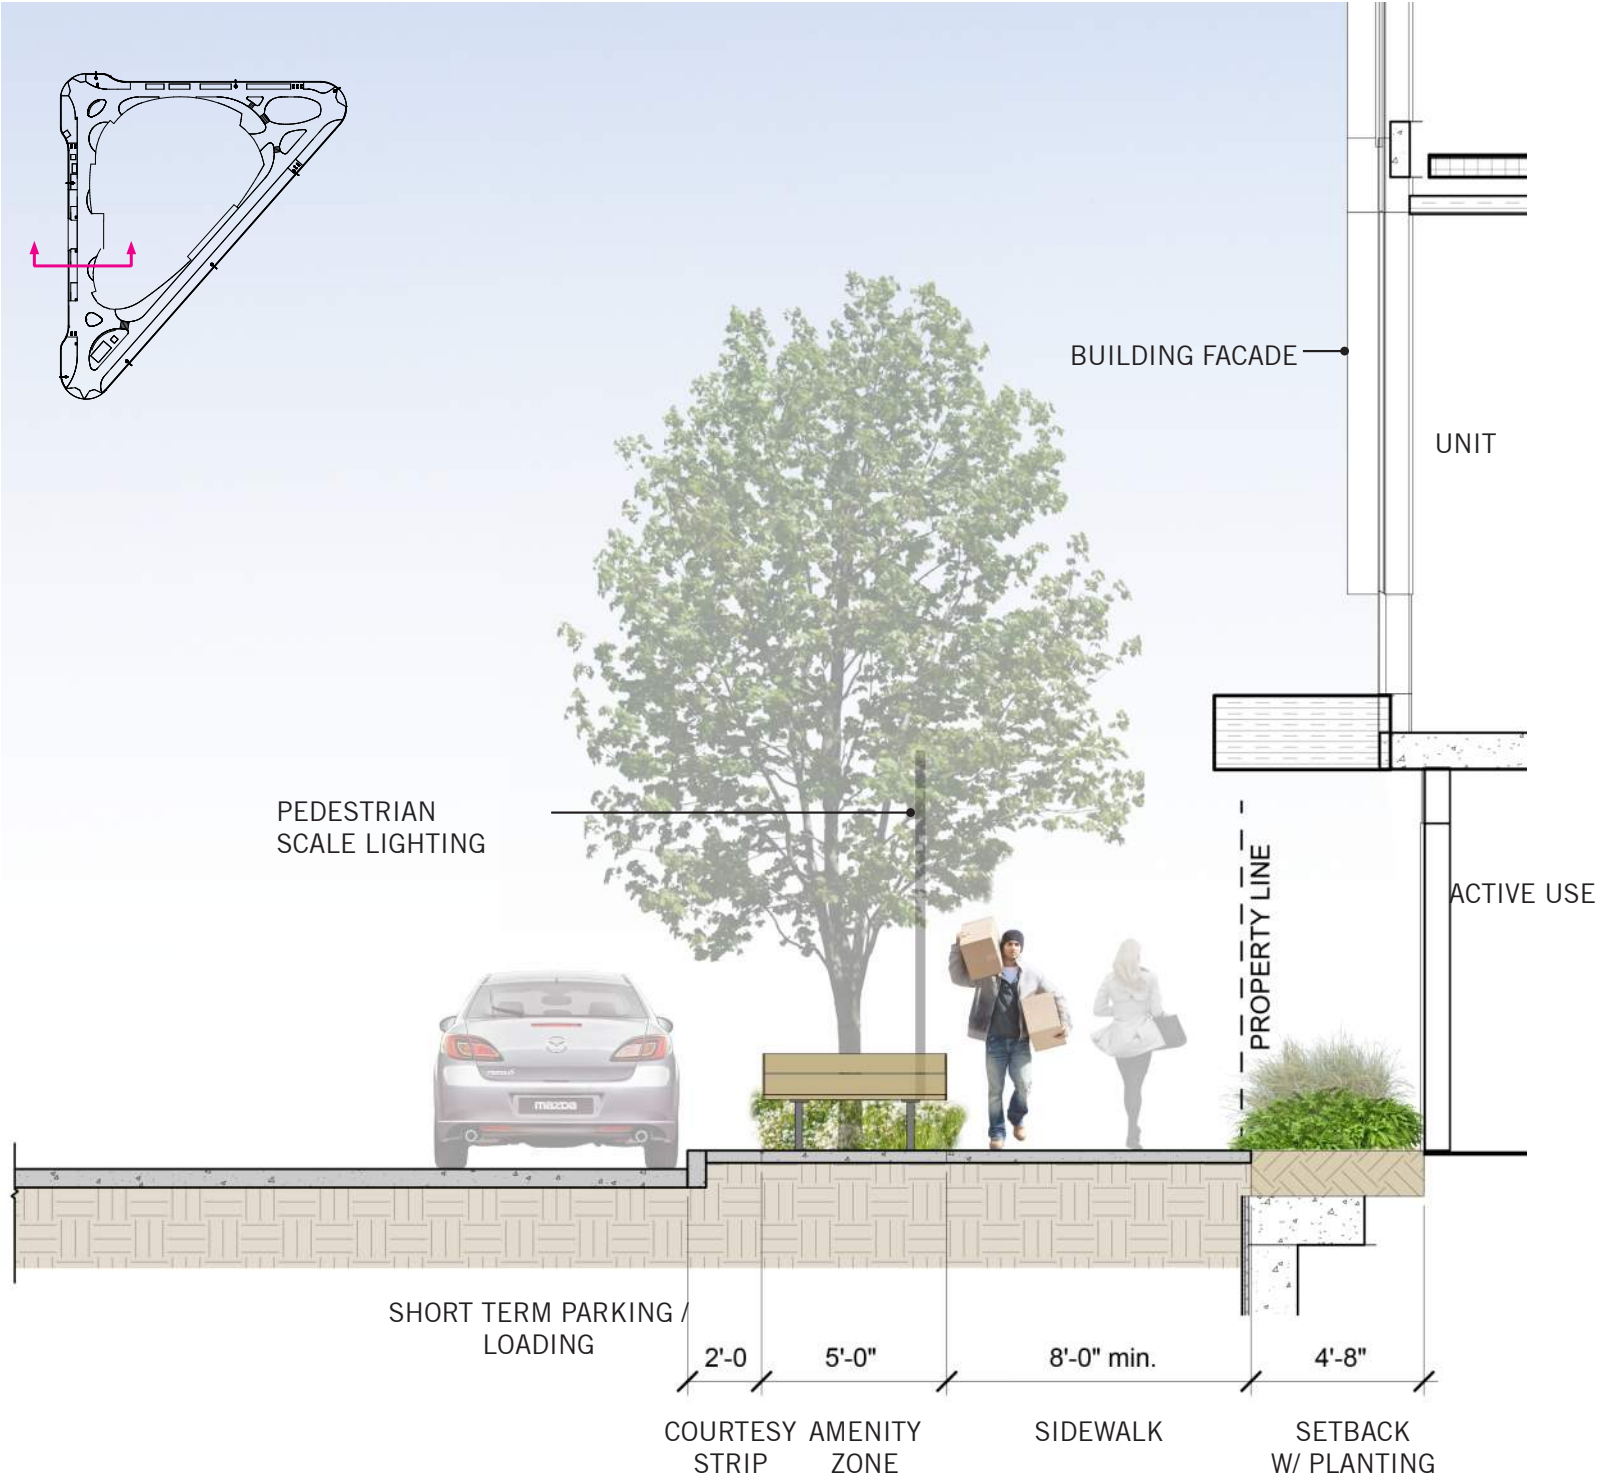 BUILDING FACADE
UNIT
PEDESTRIAN
SCALE LIGHTING
PROPERTY LINE
ACTIVE USE
mazda
SHORT TERM PARKING /
LOADING
2'-0
5'-0"
8'-0" min.
4'-8"
COURTESY
STRIP
AMENITY
ZONE
SIDEWALK
SETBACK
W/ PLANTING